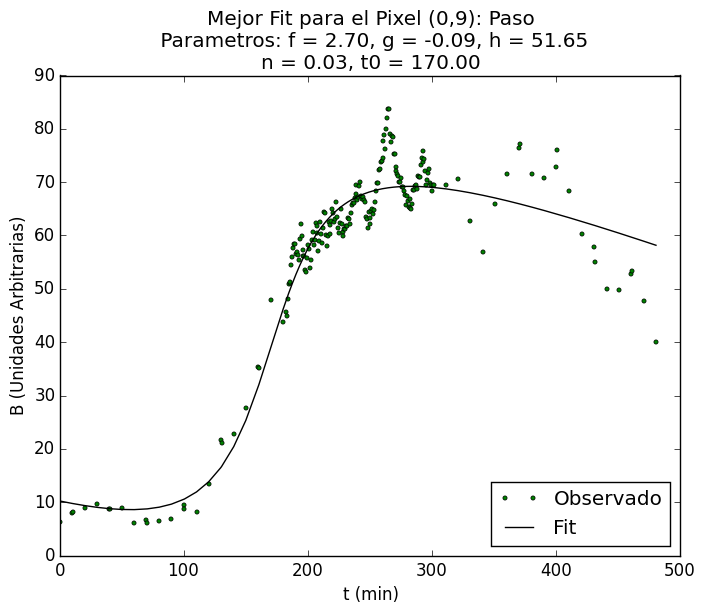 Mejor Fit para el Pixel (0,9): Paso
Parametros: f = 2.70, g = -0.09, h = 51.65
n = 0.03, t0 = 170.00
90
80
70
60
50
40
30
20
10
0
B (Unidades Arbitrarias)
Observado
Fit
0 100 200 300 400 500
t (min)